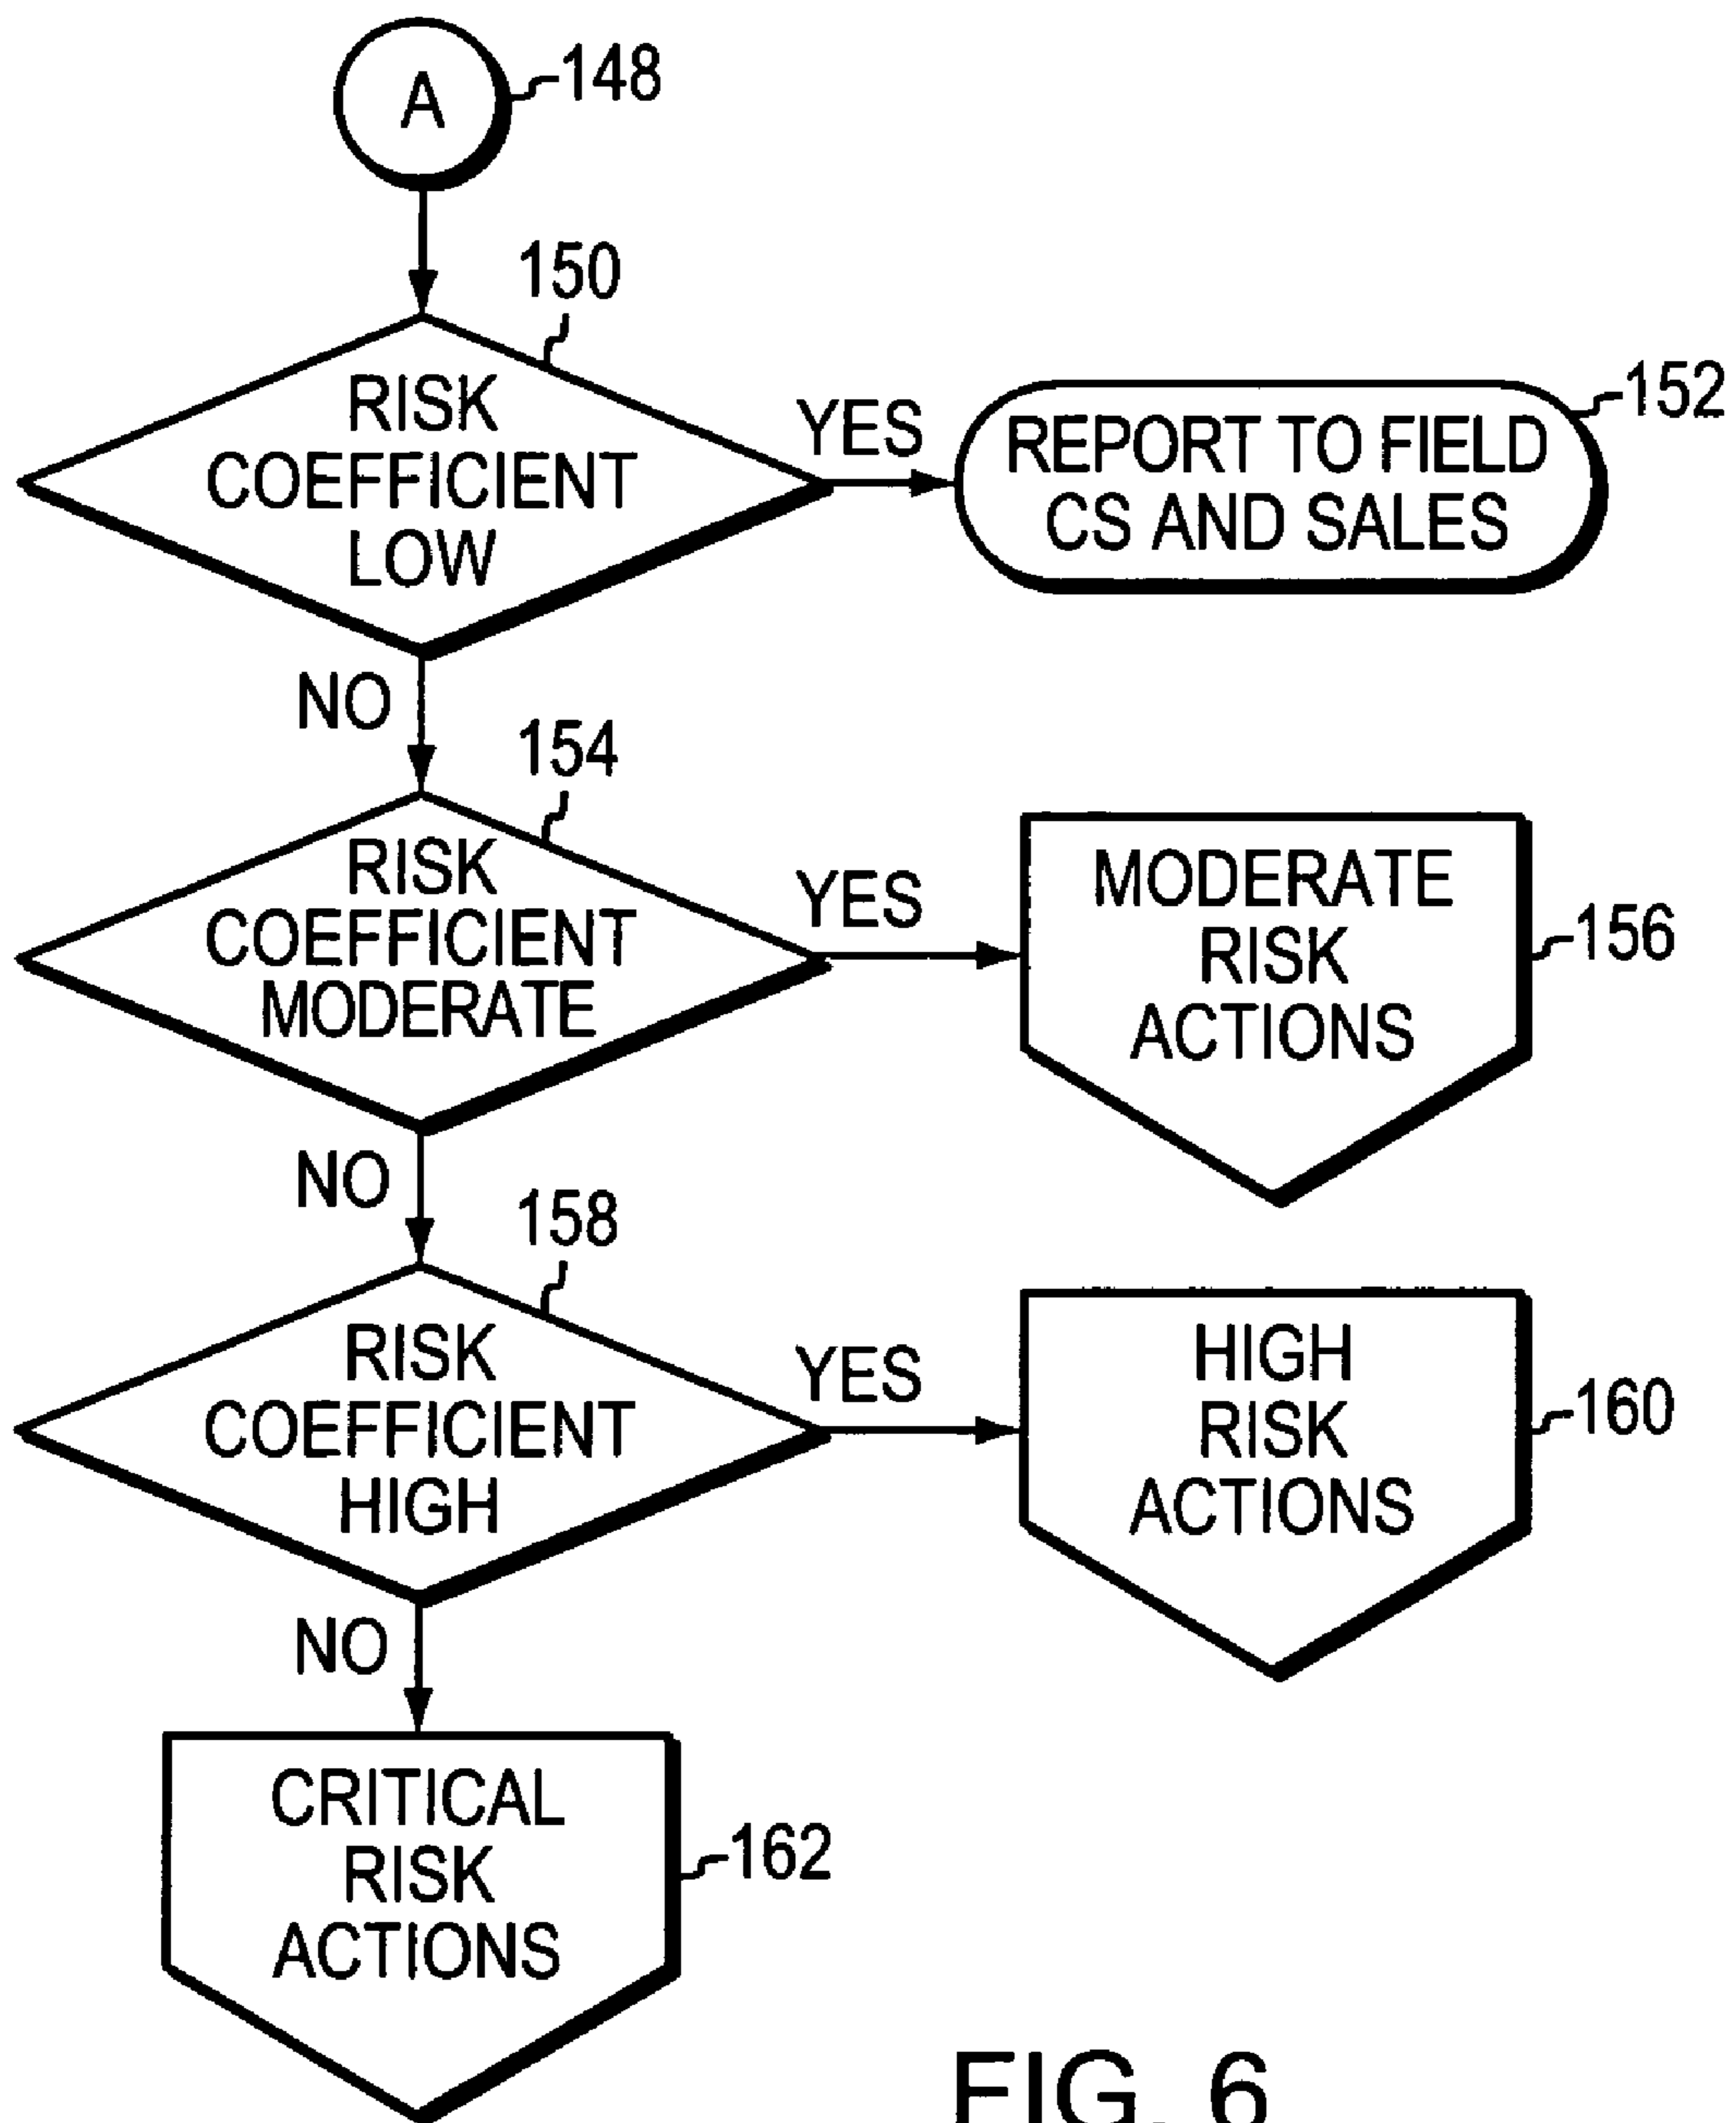 A
148
150
RISK
COEFFICIENT
LOW
YES
REPORT TO FIELD
CS AND SALES
152
NO
154
RISK
COEFFICIENT
MODERATE
YES
MODERATE
RISK
ACTIONS
156
NO
158
RISK
COEFFICIENT
HIGH
YES
HIGH
RISK
ACTIONS
160
NO
CRITICAL
RISK
ACTIONS
162
FIG. 6